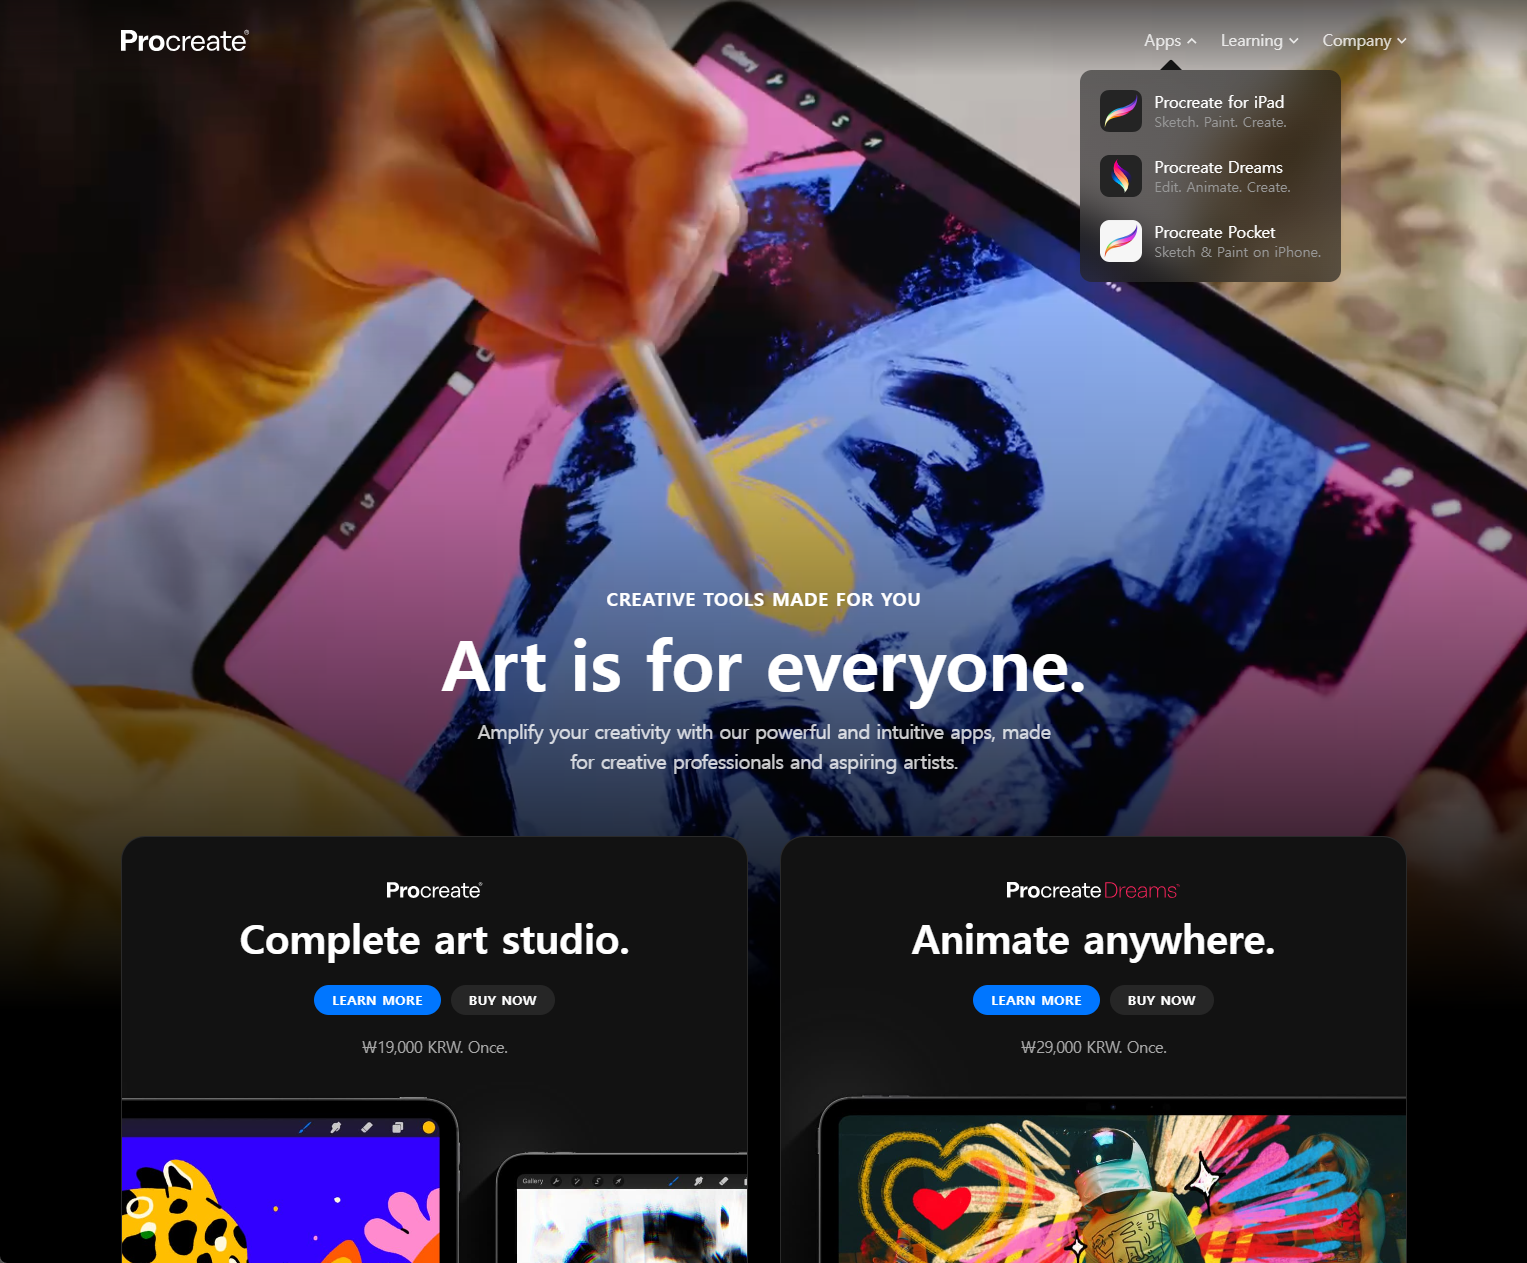 Procreate®
Apps
Learning
Company
Procreate for iPad
Sketch. Paint. Create.
Procreate Dreams
Edit. Animate. Create.
Procreate Pocket
Sketch & Paint on iPhone.
Gallery
CREATIVE TOOLS MADE FOR YOU
Art is for everyone.
Amplify your creativity with our powerful and intuitive apps, made
for creative professionals and aspiring artists.
Procreate®
Complete art studio.
LEARN MORE
BUY NOW
₩19,000 KRW. Once.
Procreate Dreams
Animate anywhere.
LEARN MORE
BUY NOW
₩29,000 KRW. Once.
Gallery
DJ